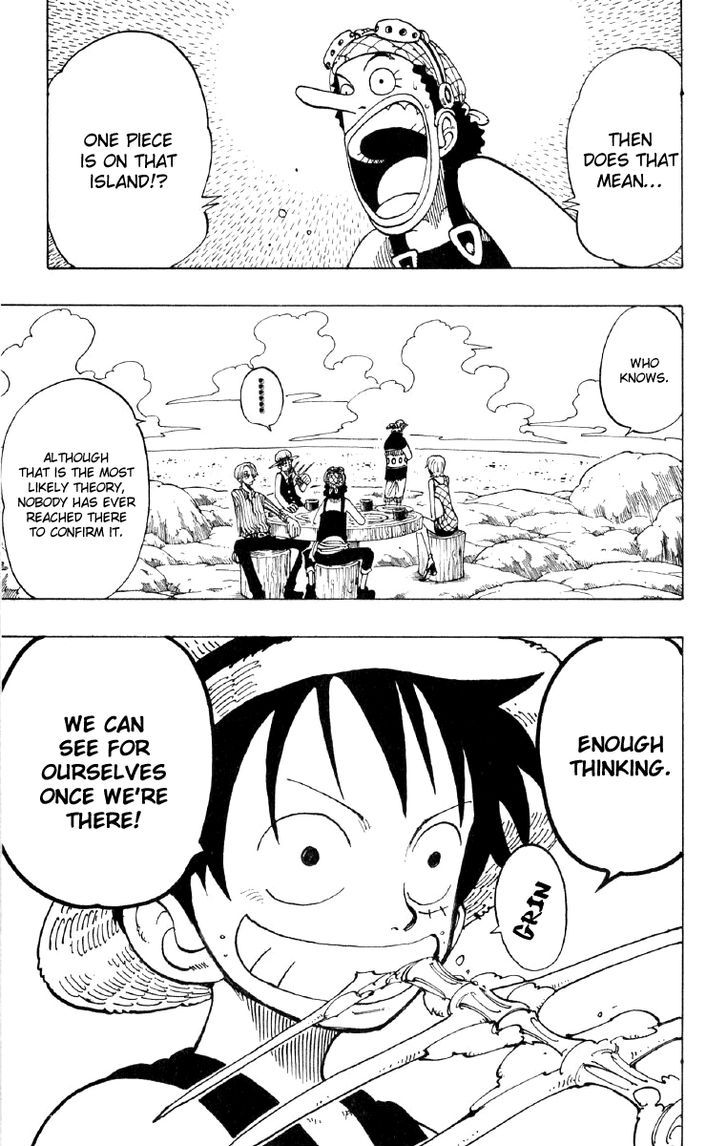 THEN
DOES THAT
MEAN...
ONE PIECE
IS ON THAT
ISLAND!?
WHO
KNOWS.
......
ALTHOUGH
THAT IS THE MOST
LIKELY THEORY,
NOBODY HAS EVER
REACHED THERE
TO CONFIRM IT.
ENOUGH
THINKING.
WE CAN
SEE FOR
OURSELVES
ONCE WE'RE
THERE!
GRIN